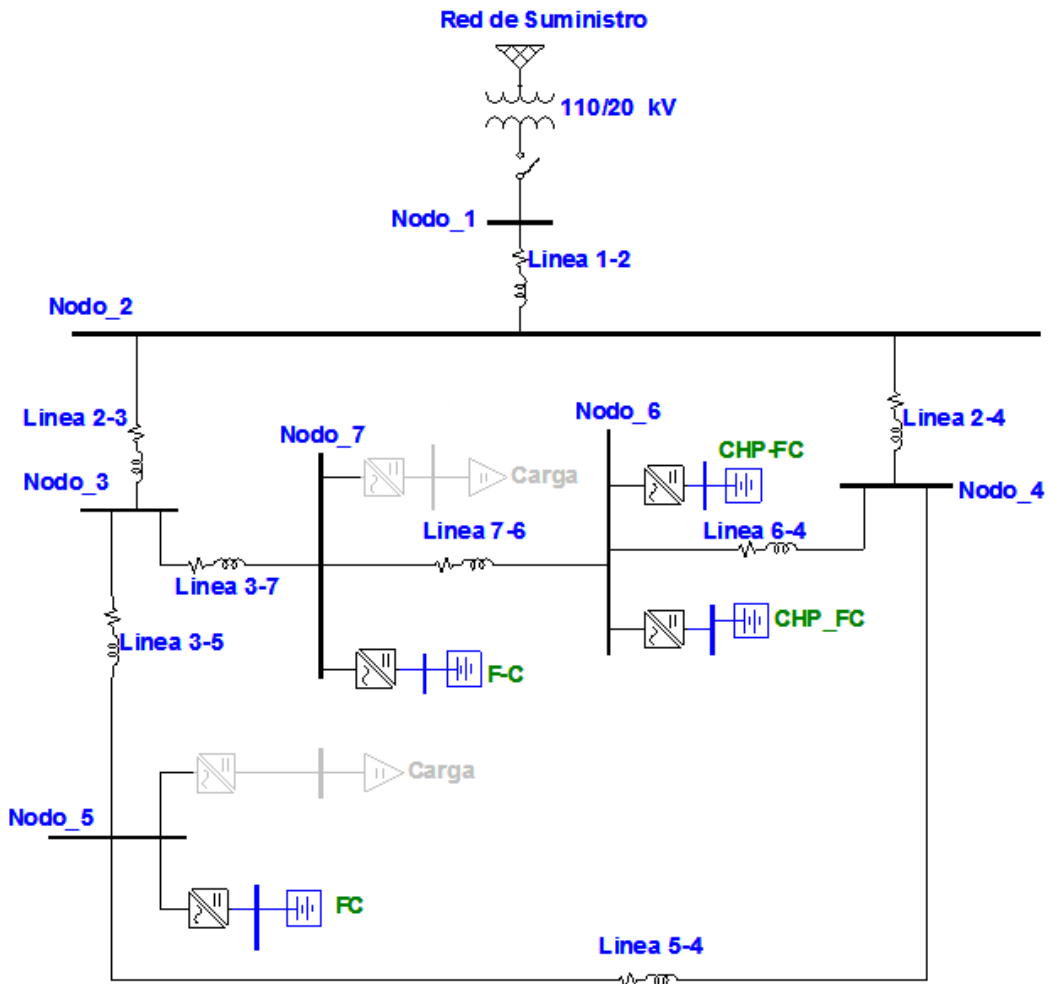 Red de Suministro
110/20 kV
Nodo_1
Linea 1-2
Nodo_2
Linea 2-3
Nodo_3
Nodo_7
Carga
Nodo_6
CHP-FC
Linea 2-4
Nodo_4
Linea 7-6
Linea 6-4
Linea 3-7
CHP_FC
Linea 3-5
F-C
Carga
Nodo_5
FC
Linea 5-4